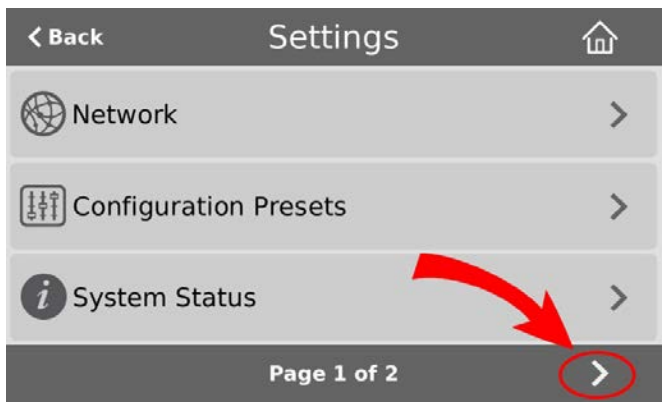 Back Settings
Network
Configuration Presets
i System Status
Page 1 of 2